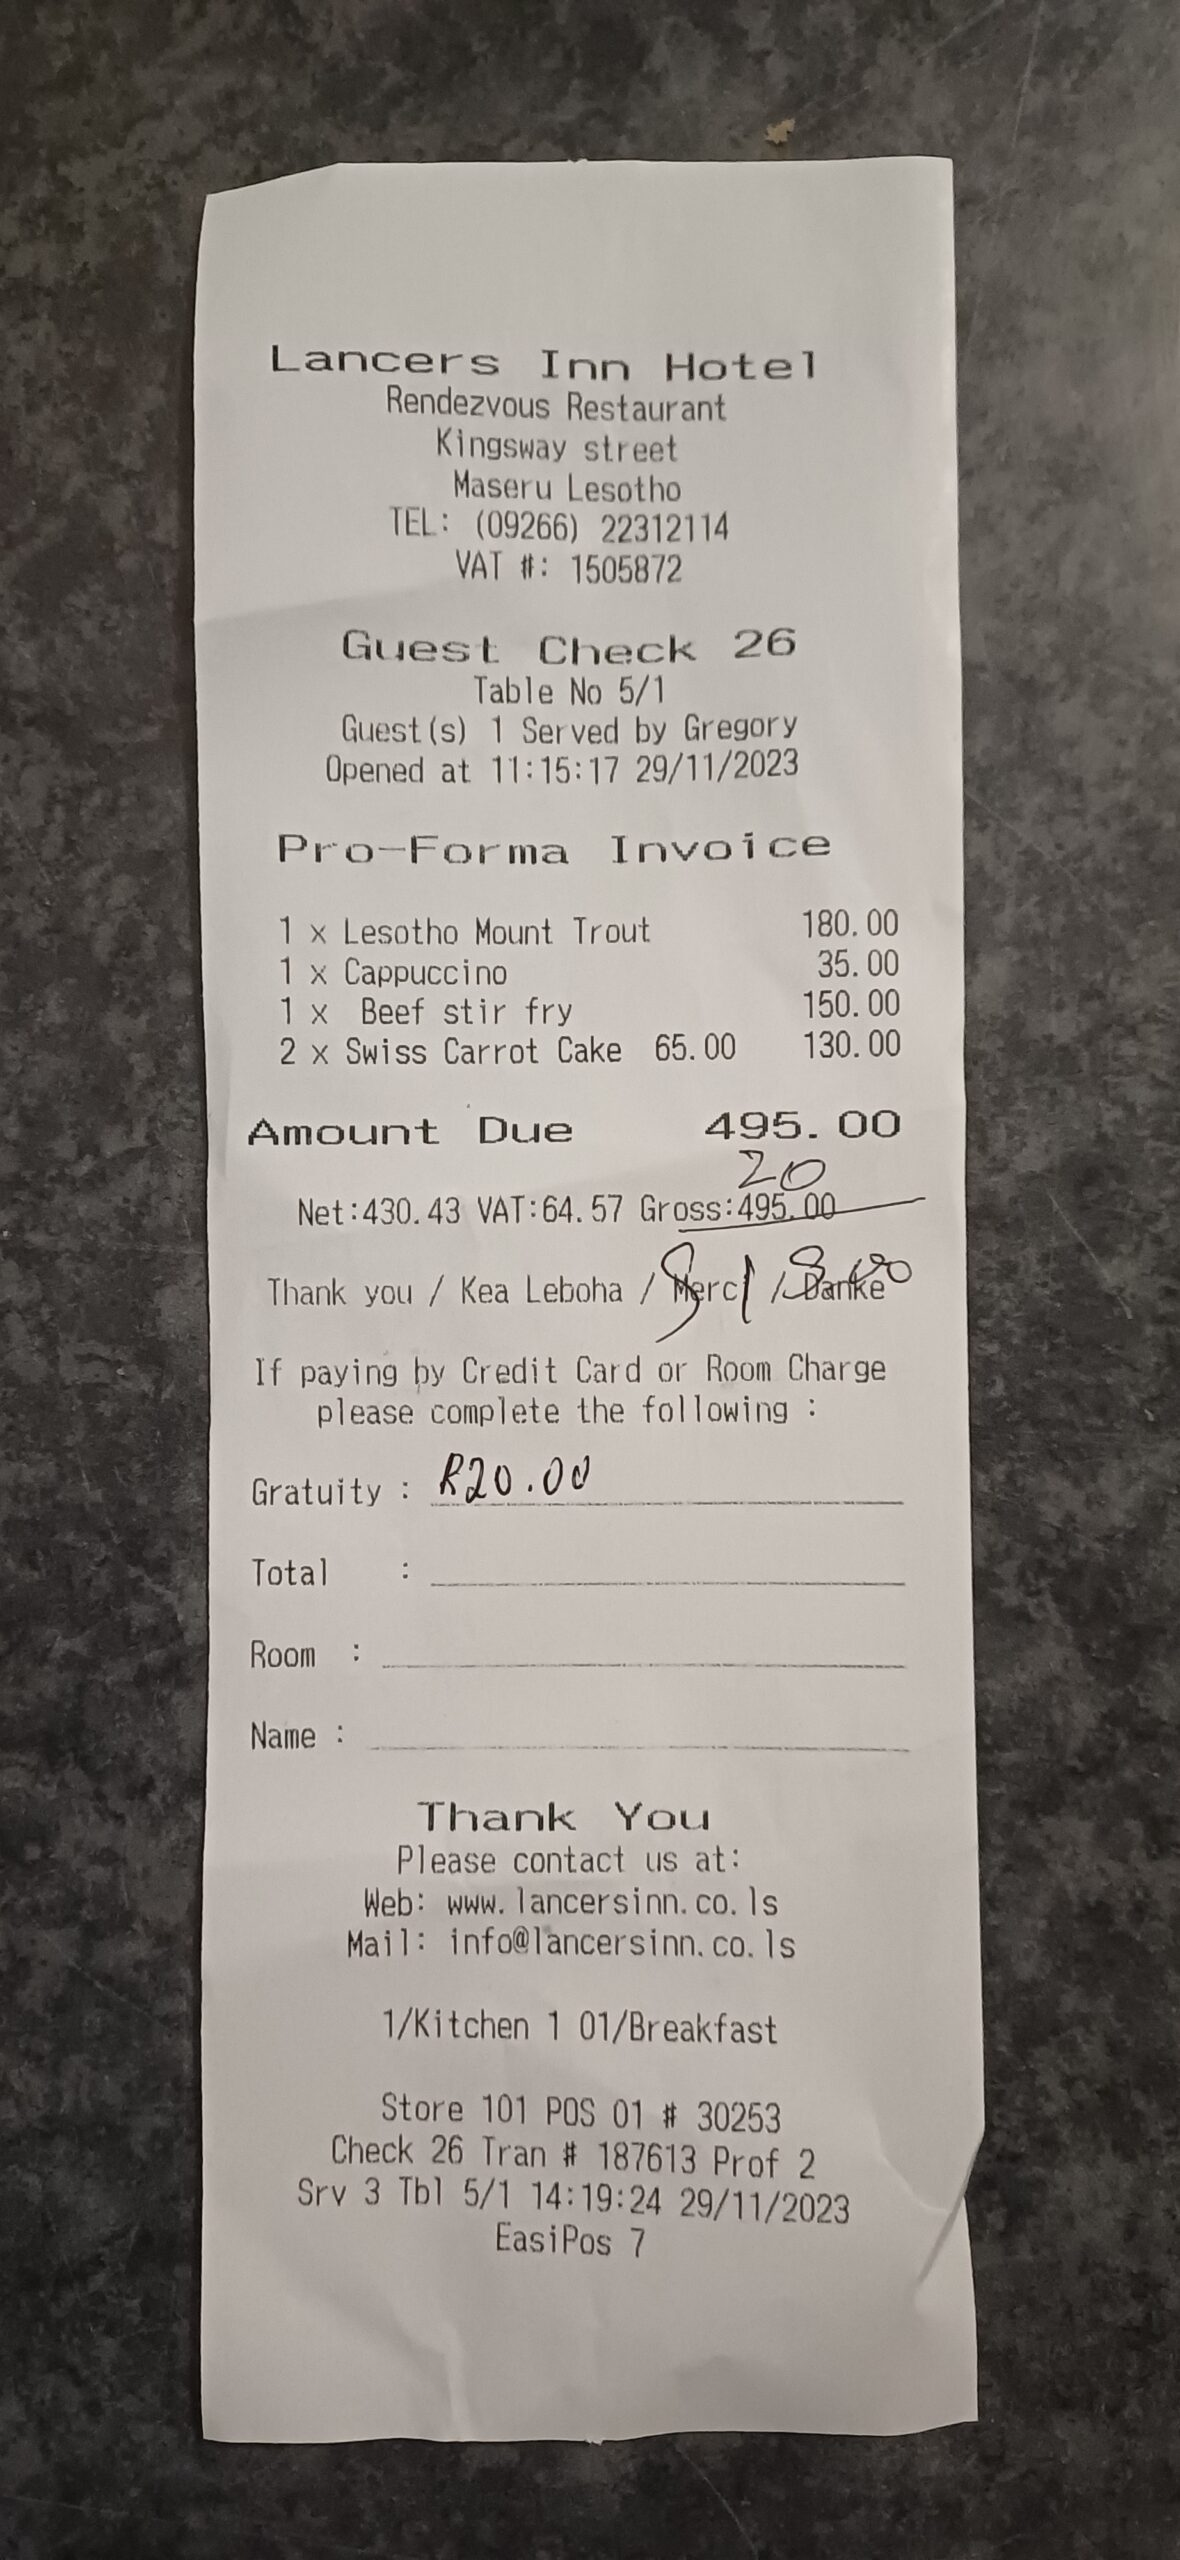 Lancers Inn Hotel
Rendezvous Restaurant
Kingsway street
Maseru Lesotho
TEL: (09266) 22312114
VAT #: 1505872
Guest Check 26
Table No 5/1
Guest(s) 1 Served by Gregory
Opened at 11:15:17 29/11/2023
Pro-Forma Invoice
1 x Lesotho Mount Trout 180.00
1 x Cappuccino 35.00
1 x Beef stir fry 150.00
2 x Swiss Carrot Cake 65.00 130.00
Amount Due 495.00
20
Net:430.43 VAT:64.57 Gross:495.00
Thank you / Kea Leboha / Merci / Danke
If paying by Credit Card or Room Charge
please complete the following :
Gratuity : R20.00
Total :
Room :
Name :
Thank You
Please contact us at:
Web: www.lancersinn.co.ls
Mail: info@lancersinn.co.ls
1/Kitchen 1 01/Breakfast
Store 101 POS 01 # 30253
Check 26 Tran # 187613 Prof 2
Srv 3 Tbl 5/1 14:19:24 29/11/2023
EasiPos 7